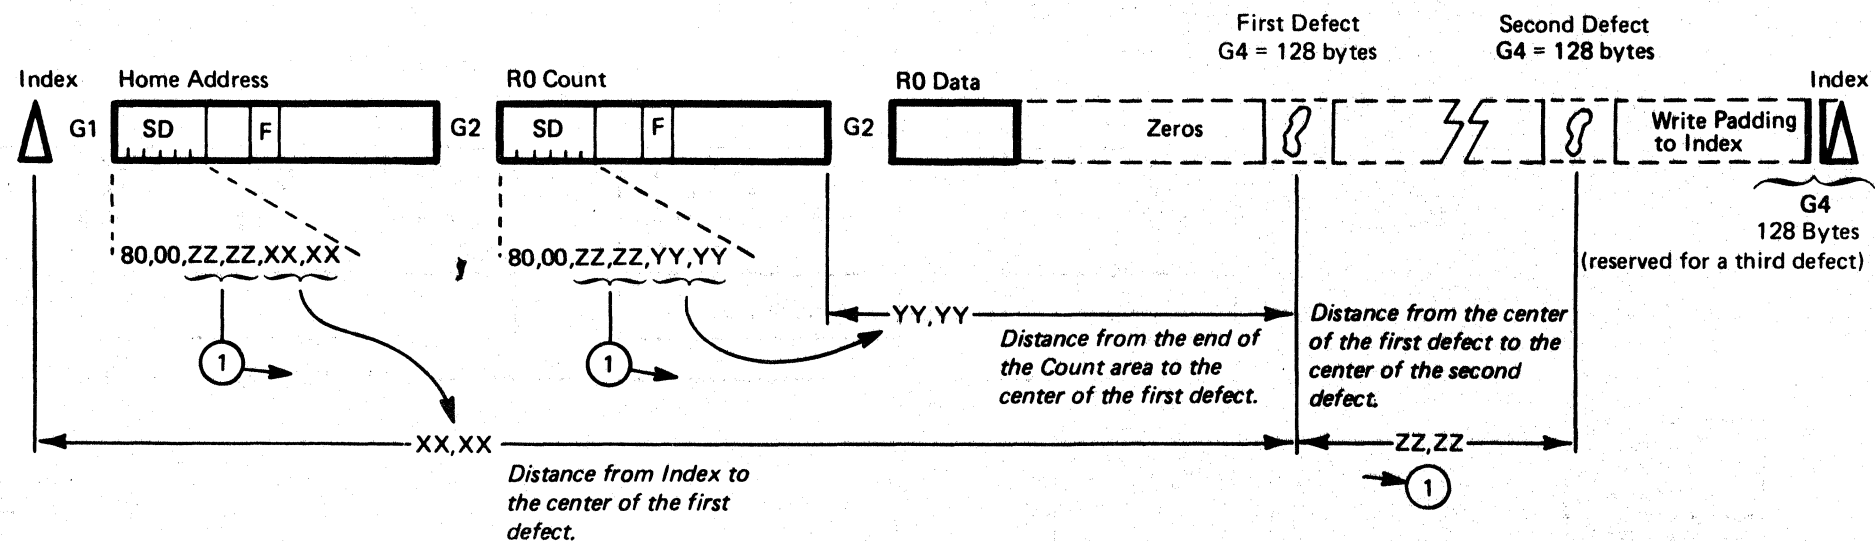 First Defect
G4 = 128 bytes
Second Defect
G4 = 128 bytes
Index
Home Address
R0 Count
R0 Data
Index
G1
SD
F
G2
SD
F
G2
Zeros
Write Padding
to Index
G4
128 Bytes
(reserved for a third defect)
80,00,ZZ,ZZ,XX,XX
80,00,ZZ,ZZ,YY,YY
YY,YY
Distance from the end of
the Count area to the
center of the first defect.
Distance from the center
of the first defect to the
center of the second
defect.
1
1
XX,XX
ZZ,ZZ
Distance from Index to
the center of the first
defect.
1